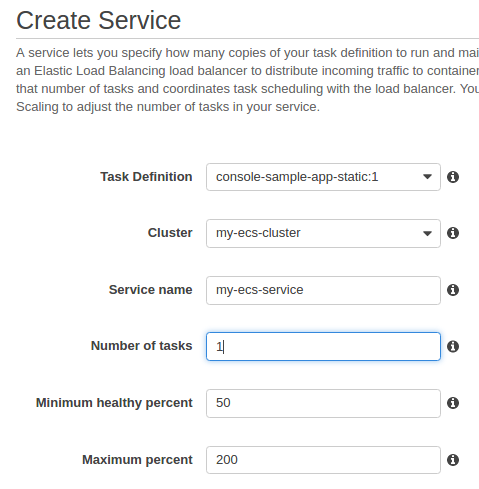 Create Service
A service lets you specify how many copies of your task definition to run and
an Elastic Load Balancing load balancer to distribute incoming traffic to
that number of tasks and coordinates task scheduling with the load balancer.
Scaling to adjust the number of tasks in your service.
Task Definition console-sample-app-static:1
Cluster my-ecs-cluster
Service name my-ecs-service
Number of tasks 1
Minimum healthy percent 50
Maximum percent 200